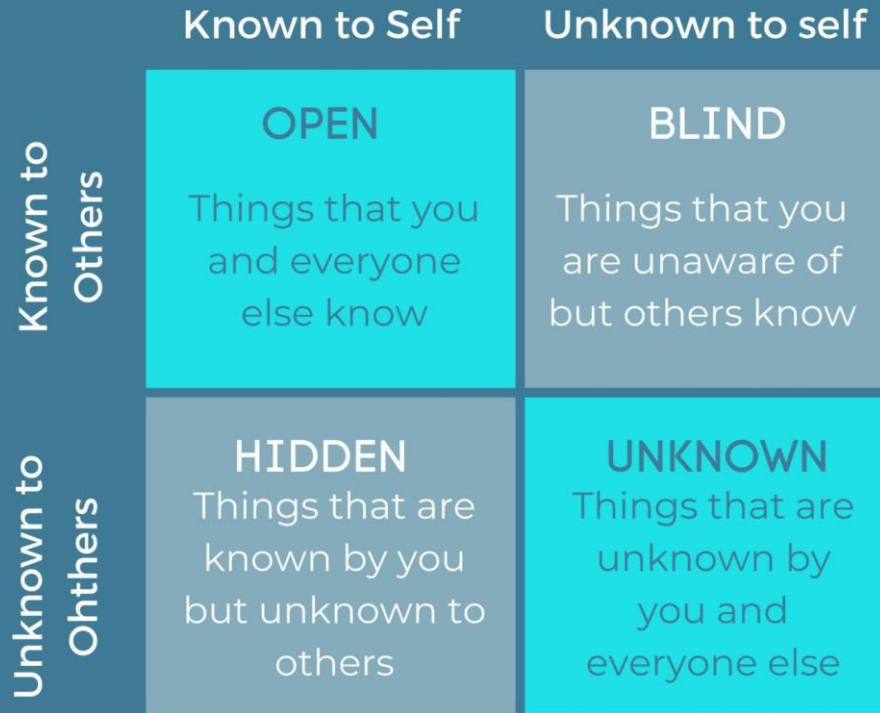 Known to Self
Unknown to self
Known to
Others
OPEN
Things that you
and everyone
else know
BLIND
Things that you
are unaware of
but others know
Unknown to
Ohthers
HIDDEN
Things that are
known by you
but unknown to
others
UNKNOWN
Things that are
unknown by
you and
everyone else